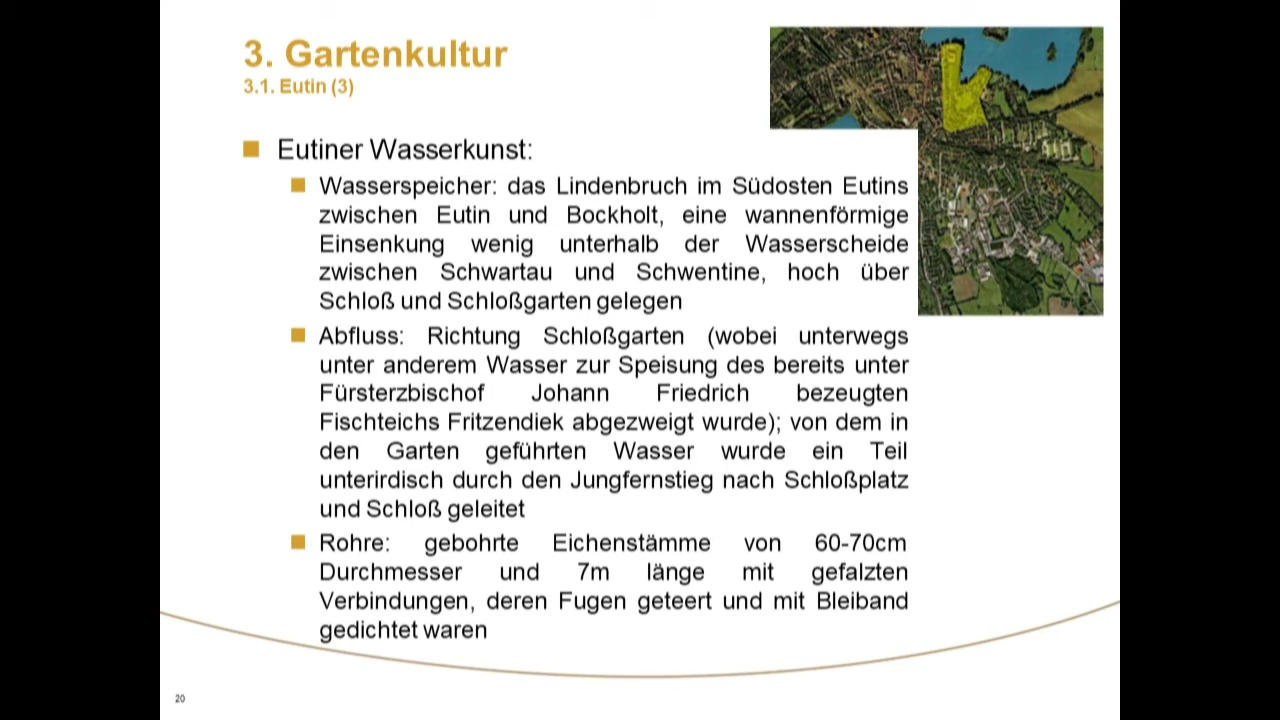 3. Gartenkultur
3.1. Eutin (3)
Eutiner Wasserkunst:
Wasserspeicher: das Lindenbruch im Südosten Eutins
zwischen Eutin und Bockholt, eine wannenförmige
Einsenkung wenig unterhalb der Wasserscheide
zwischen Schwartau und Schwentine, hoch über
Schloß und Schloßgarten gelegen
Abfluss: Richtung Schloßgarten (wobei unterwegs
unter anderem Wasser zur Speisung des bereits unter
Fürsterzbischof Johann Friedrich bezeugten
Fischteichs Fritzendiek abgezweigt wurde); von dem in
den Garten geführten Wasser wurde ein Teil
unterirdisch durch den Jungfernstieg nach Schloßplatz
und Schloß geleitet
Rohre: gebohrte Eichenstämme von 60-70cm
Durchmesser und 7m länge mit gefalzten
Verbindungen, deren Fugen geteert und mit Bleiband
gedichtet waren
20